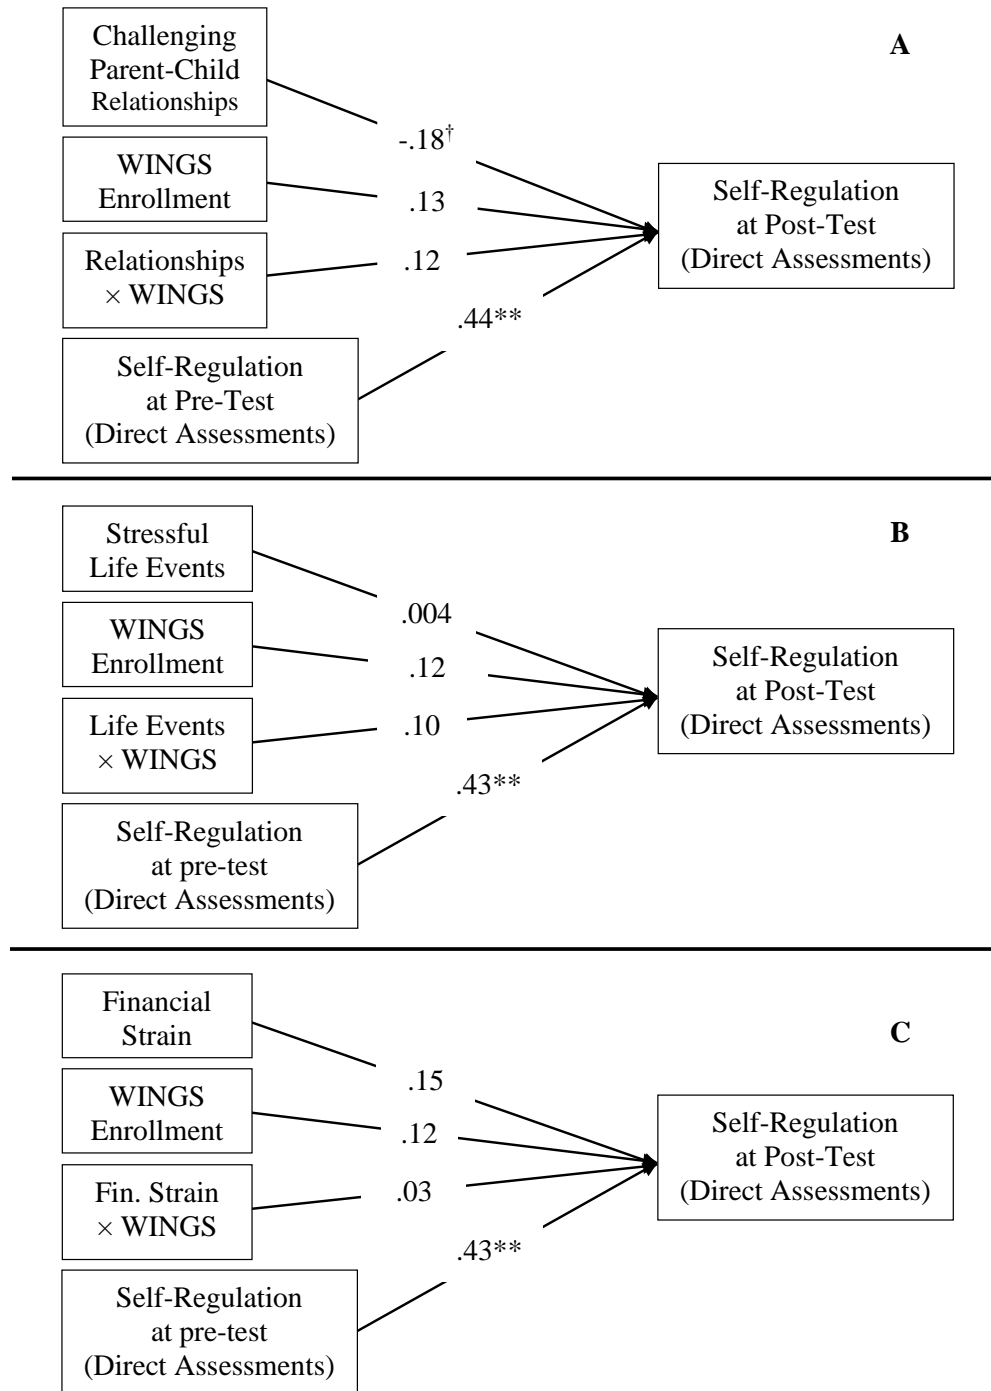 A
Challenging
Parent-Child
Relationships
-.18†
WINGS
Enrollment
.13
Relationships
× WINGS
.12
Self-Regulation
at Pre-Test
(Direct Assessments)
.44**
Self-Regulation
at Post-Test
(Direct Assessments)
B
Stressful
Life Events
.004
WINGS
Enrollment
.12
Life Events
× WINGS
.10
Self-Regulation
at pre-test
(Direct Assessments)
.43**
Self-Regulation
at Post-Test
(Direct Assessments)
C
Financial
Strain
.15
WINGS
Enrollment
.12
Fin. Strain
× WINGS
.03
Self-Regulation
at pre-test
(Direct Assessments)
.43**
Self-Regulation
at Post-Test
(Direct Assessments)